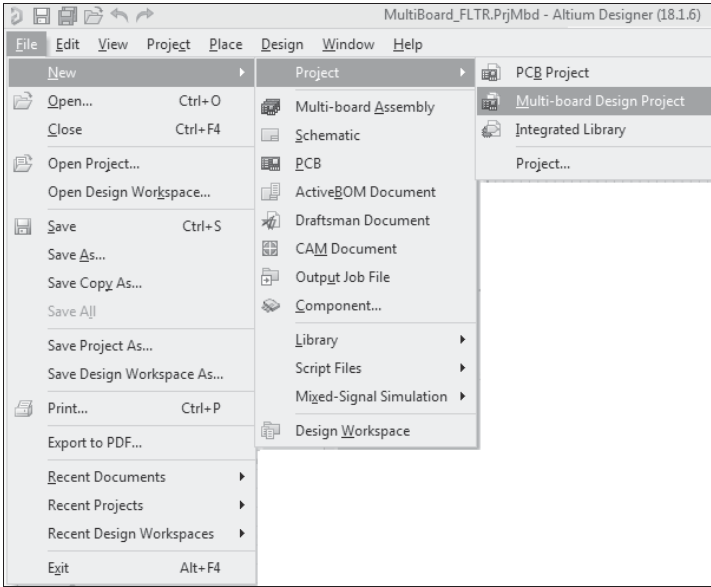 MultiBoard_FLTR.PrjMbd - Altium Designer (18.1.6)
File Edit View Project Place Design Window Help
New
Open... Ctrl+O
Close Ctrl+F4
Open Project...
Open Design Workspace...
Save Ctrl+S
Save As...
Save Copy As...
Save All
Save Project As...
Save Design Workspace As...
Print... Ctrl+P
Export to PDF...
Recent Documents
Recent Projects
Recent Design Workspaces
Exit Alt+F4
Project
Multi-board Assembly
Schematic
PCB
ActiveBOM Document
Draftsman Document
CAM Document
Output Job File
Component...
Library
Script Files
Mixed-Signal Simulation
Design Workspace
PCB Project
Multi-board Design Project
Integrated Library
Project...